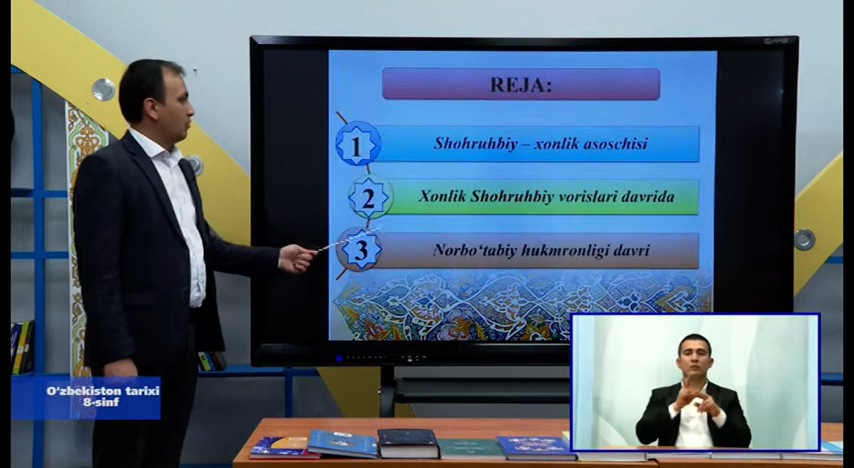 REJA:
1 Shohruhbiy – xonlik asoschisi
2 Xonlik Shohruhbiy vorislari davrida
3 Norbo‘tabiy hukmronligi davri
O‘zbekiston tarixi
8-sinf